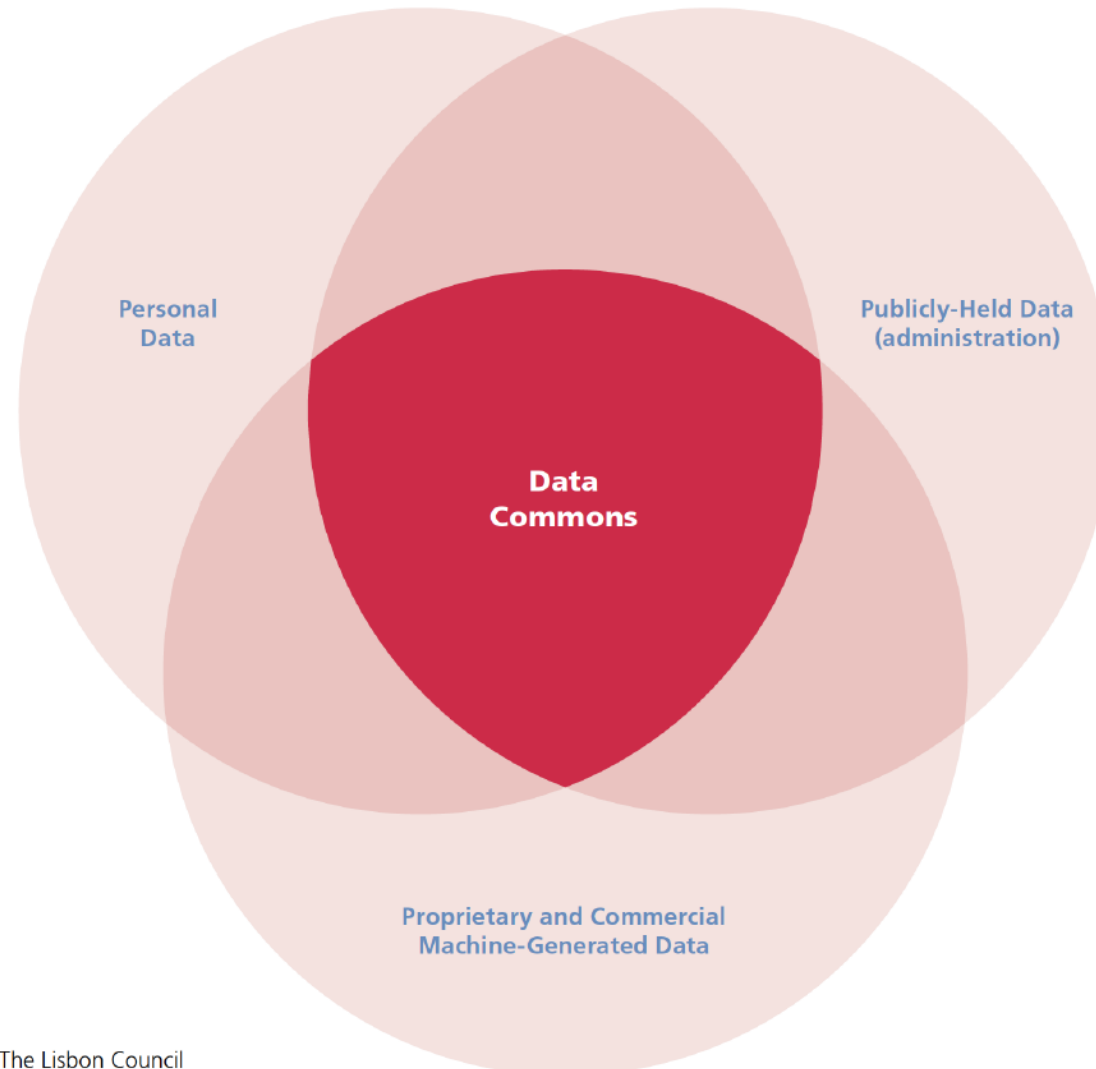 Personal
Data
Publicly-Held Data
(administration)
Data
Commons
Proprietary and Commercial
Machine-Generated Data
The Lisbon Council